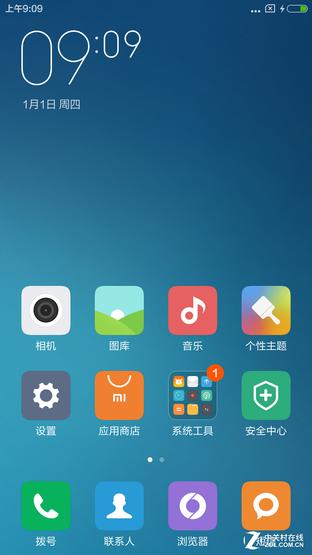 上午9:09
09:09
1月1日 周四
相机
图库
音乐
个性主题
mi
1
设置
应用商店
系统工具
安全中心
拨号
联系人
浏览器
中关村在线
ZOL.COM.CN